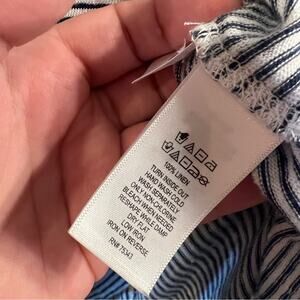 100% LINEN
TURN INSIDE OUT
HAND WASH COLD
WASH SEPARATELY
ONLY NON-CHLORINE
BLEACH WHEN NEEDED
RESHAPE WHILE DAMP
DRY FLAT
LOW IRON
IRON ON REVERSE
RN# 75343